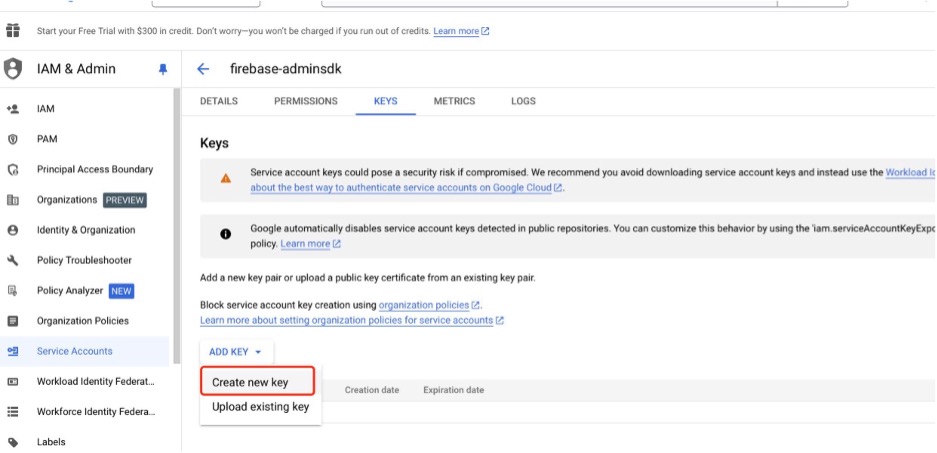 Start your Free Trial with $300 in credit. Don't worry—you won't be charged if you run out of credits. Learn more
IAM & Admin
firebase-adminsdk
DETAILS
PERMISSIONS
KEYS
METRICS
LOGS
IAM
PAM
Principal Access Boundary
Organizations PREVIEW
Identity & Organization
Policy Troubleshooter
Policy Analyzer NEW
Organization Policies
Service Accounts
Workload Identity Federat...
Workforce Identity Federa...
Labels
Keys
Service account keys could pose a security risk if compromised. We recommend you avoid downloading service account keys and instead use the Workload
about the best way to authenticate service accounts on Google Cloud.
Google automatically disables service account keys detected in public repositories. You can customize this behavior by using the 'iam.serviceAccountKeyExpo
policy. Learn more
Add a new key pair or upload a public key certificate from an existing key pair.
Block service account key creation using organization policies.
Learn more about setting organization policies for service accounts
ADD KEY
Create new key
Upload existing key
Creation date
Expiration date